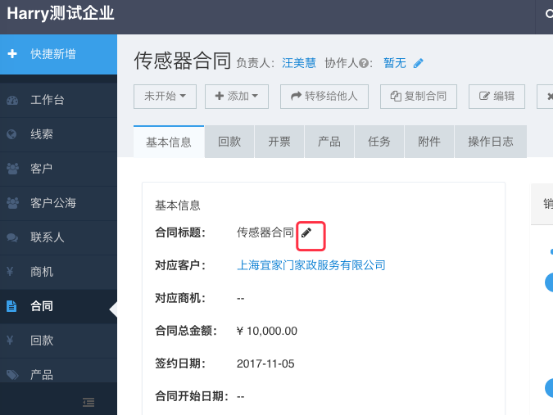 Harry测试企业
快捷新增
工作台
线索
客户
客户公海
联系人
¥ 商机
合同
¥ 回款
产品
传感器合同 负责人： 汪美慧 协作人?： 暂无
未开始 添加 转移给他人 复制合同 编辑
基本信息 回款 开票 产品 任务 附件 操作日志
基本信息
合同标题： 传感器合同
对应客户： 上海宜家门家政服务有限公司
对应商机： --
合同总金额： ¥ 10,000.00
签约日期： 2017-11-05
合同开始日期： --